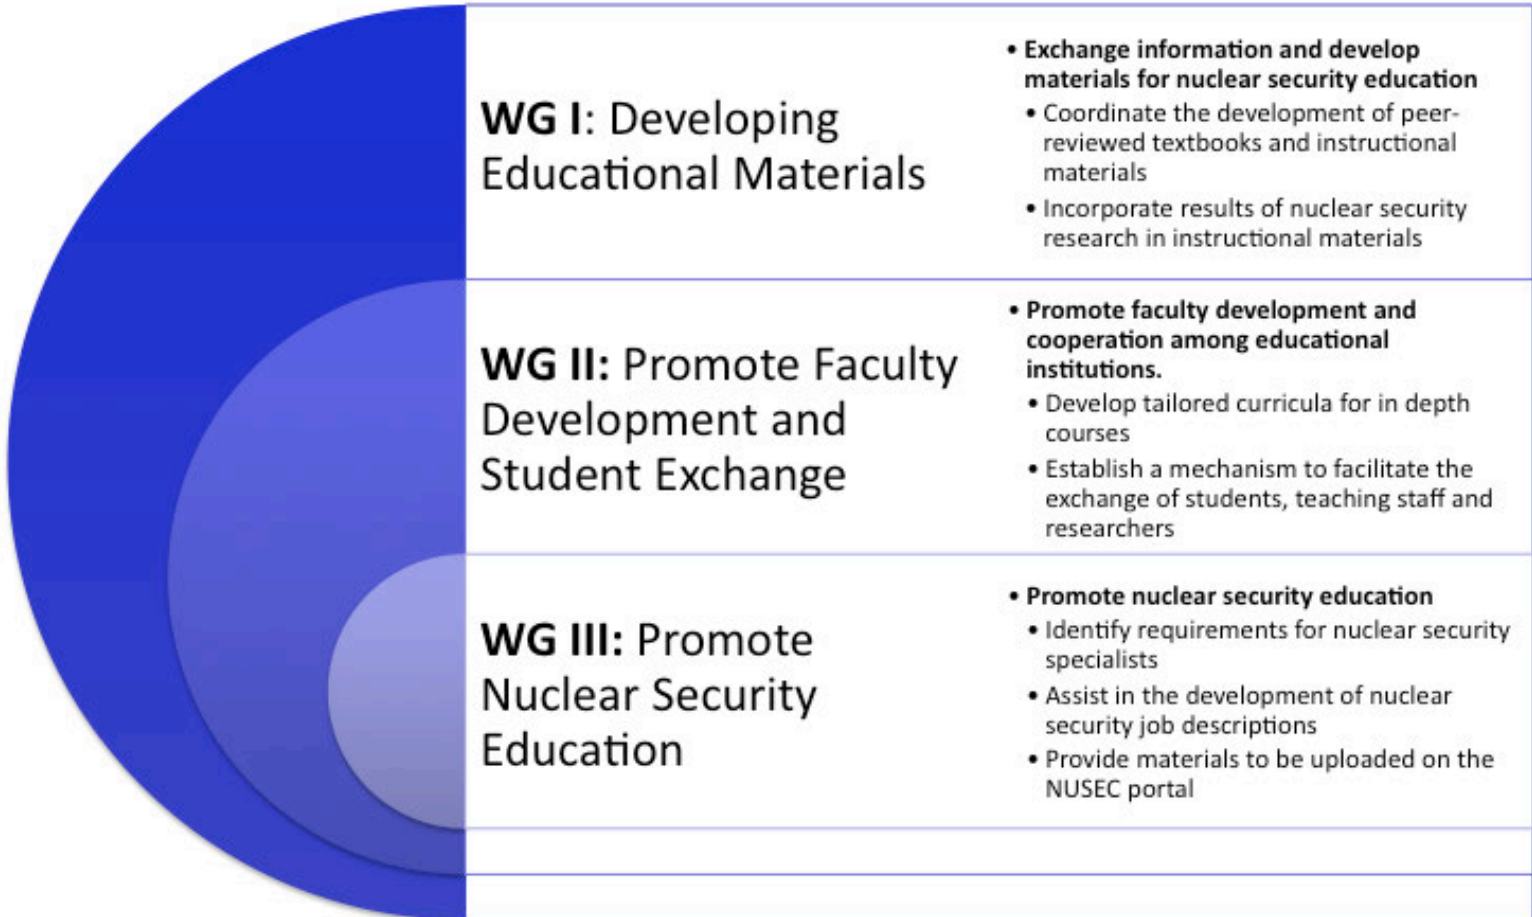 WG I: Developing
Educational Materials
• Exchange information and develop
materials for nuclear security education
• Coordinate the development of peer-
reviewed textbooks and instructional
materials
• Incorporate results of nuclear security
research in instructional materials
WG II: Promote Faculty
Development and
Student Exchange
• Promote faculty development and
cooperation among educational
institutions.
• Develop tailored curricula for in depth
courses
• Establish a mechanism to facilitate the
exchange of students, teaching staff and
researchers
WG III: Promote
Nuclear Security
Education
• Promote nuclear security education
• Identify requirements for nuclear security
specialists
• Assist in the development of nuclear
security job descriptions
• Provide materials to be uploaded on the
NUSEC portal